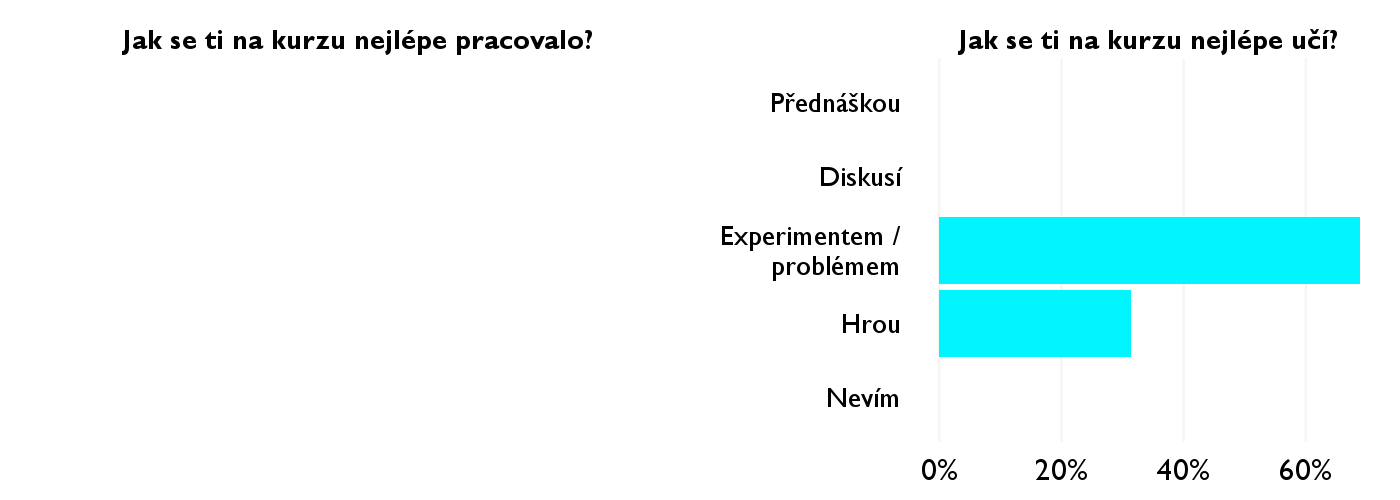 Jak se ti na kurzu nejlépe pracovalo?
Jak se ti na kurzu nejlépe učí?
Přednáškou
Diskusí
Experimentem /
problémem
Hrou
Nevím
0% 20% 40% 60%